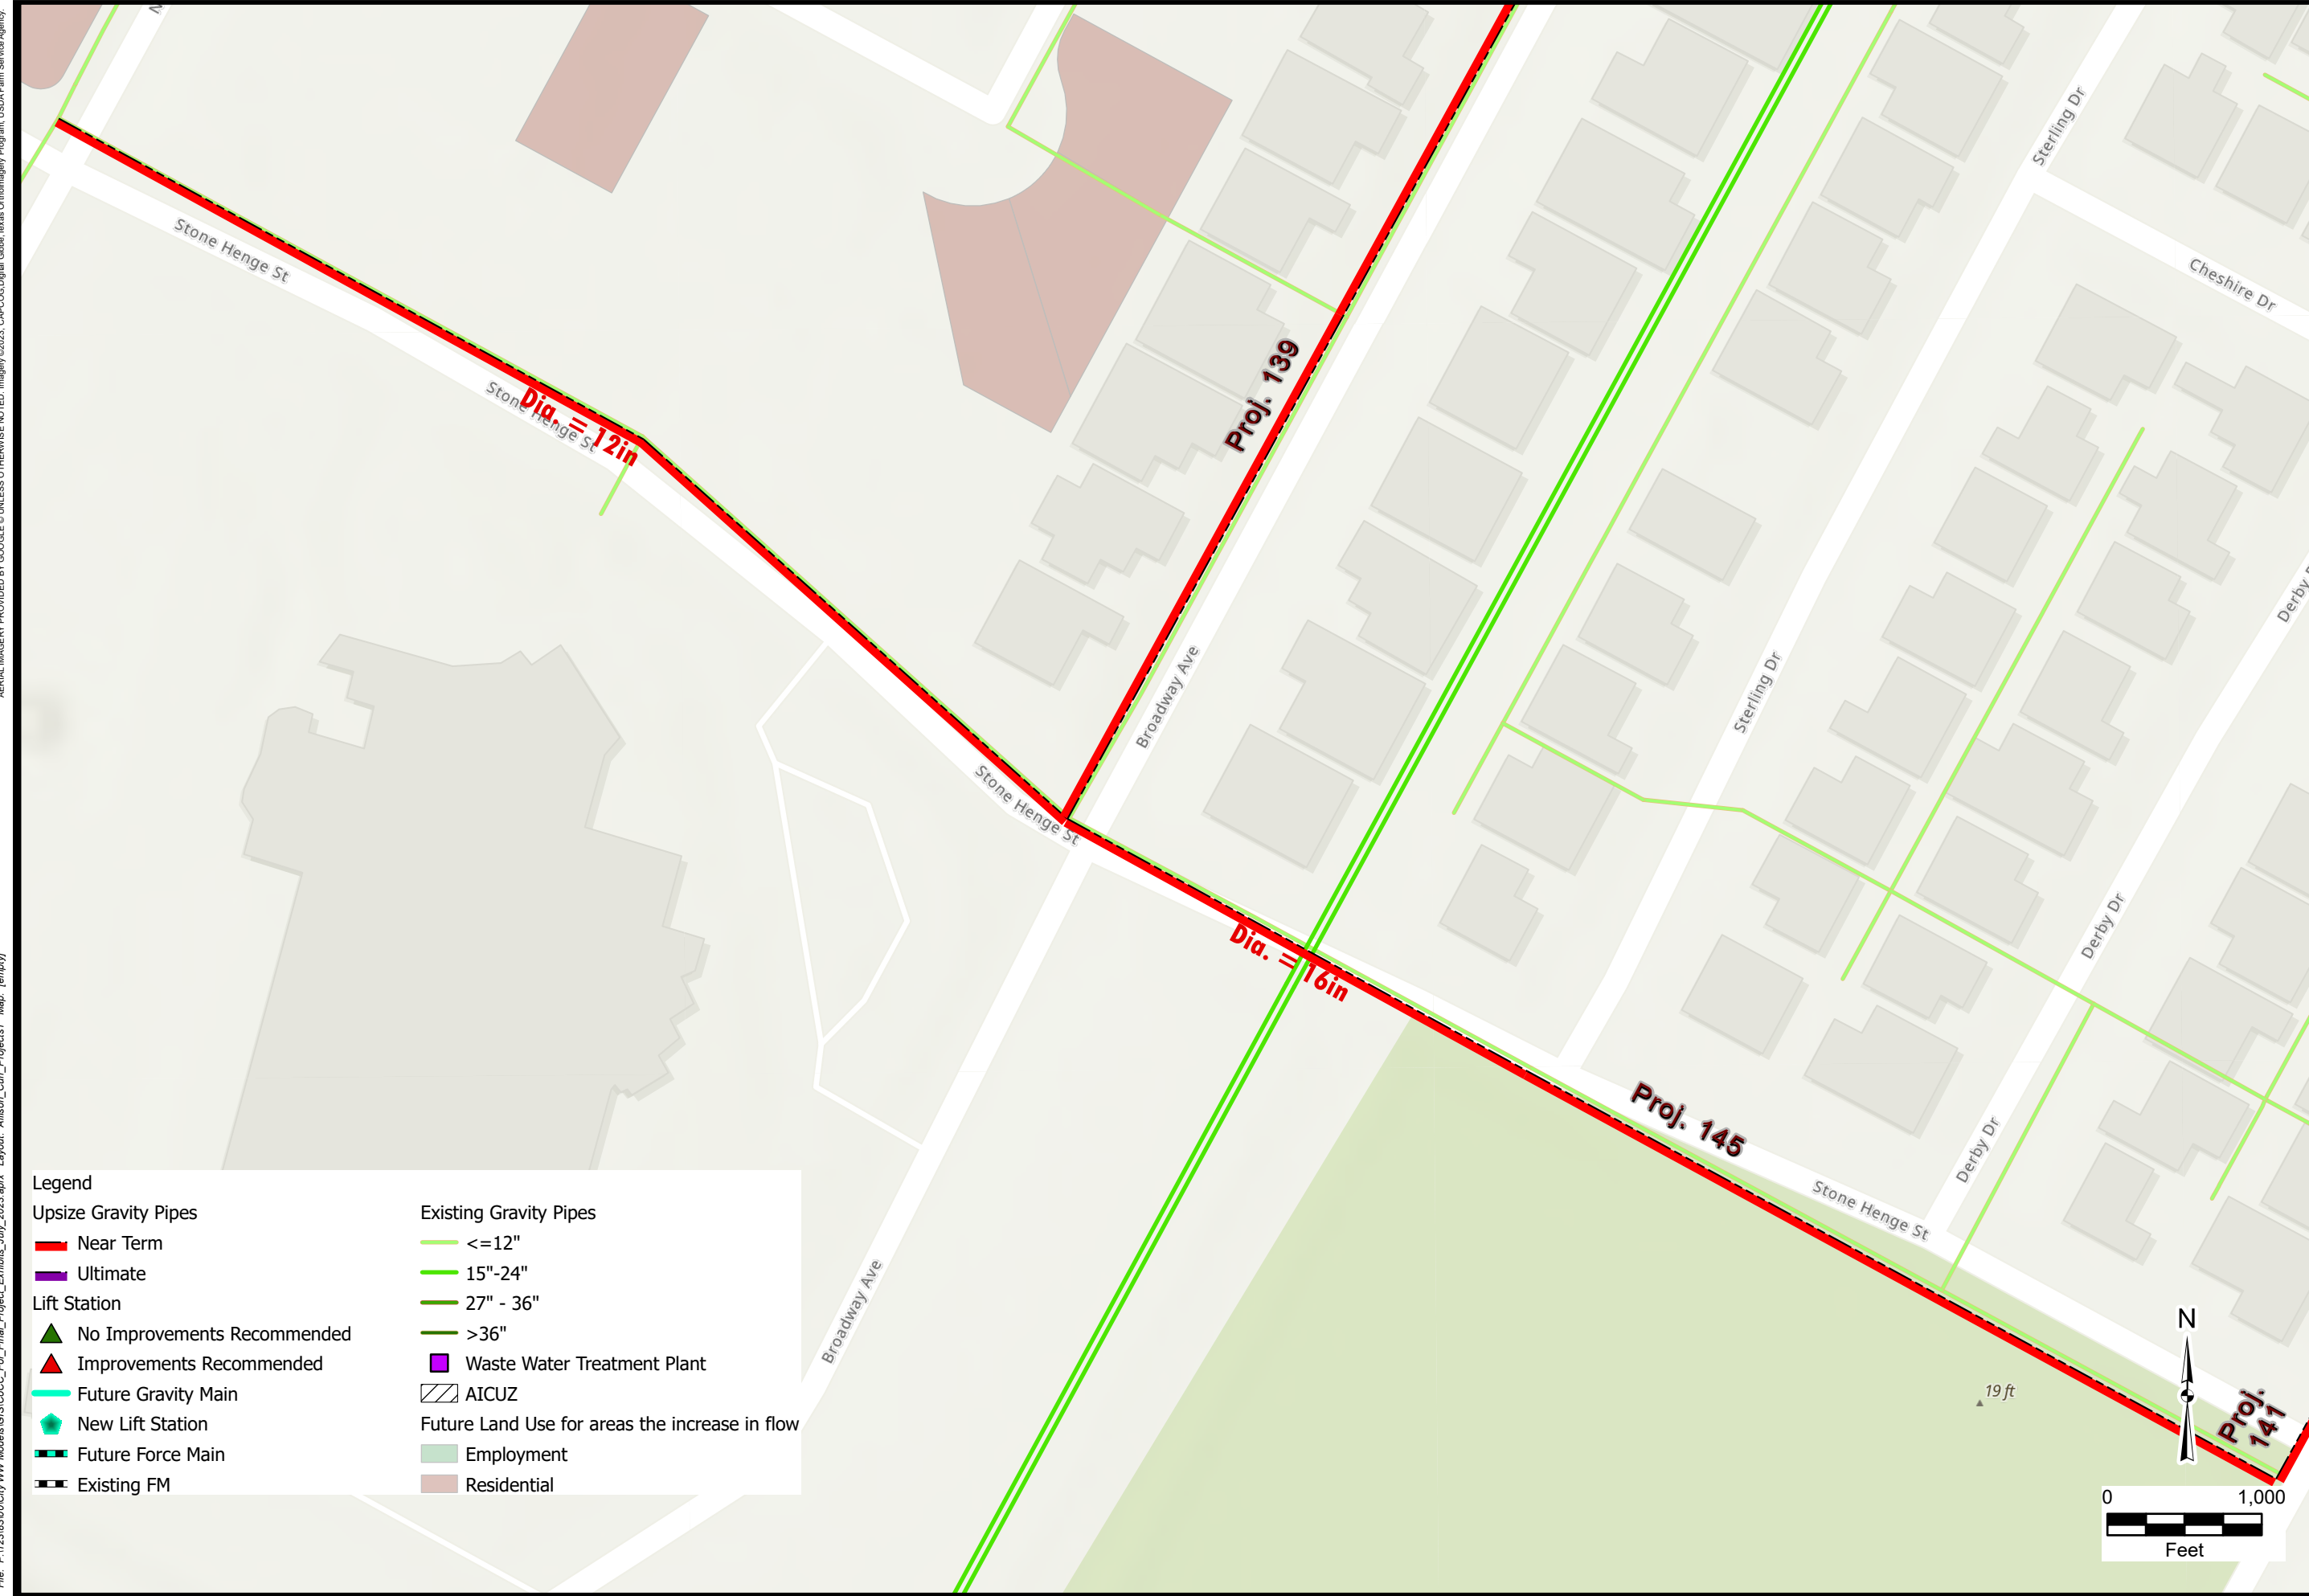 Stone Henge St
Stone Henge St
Dia. = 12in
Proj. 139
Broadway Ave
Stone Henge St
Dia. = 16in
Sterling Dr
Cheshire Dr
Sterling Dr
Derby
Derby Dr
Derby Dr
Proj. 145
Stone Henge St
Broadway Ave
19 ft
Proj.
141
N
0 1,000
Feet
Legend
Upsize Gravity Pipes
Near Term
Ultimate
Lift Station
No Improvements Recommended
Improvements Recommended
Future Gravity Main
New Lift Station
Future Force Main
Existing FM
Existing Gravity Pipes
<=12"
15"-24"
27" - 36"
>36"
Waste Water Treatment Plant
AICUZ
Future Land Use for areas the increase in flow
Employment
Residential